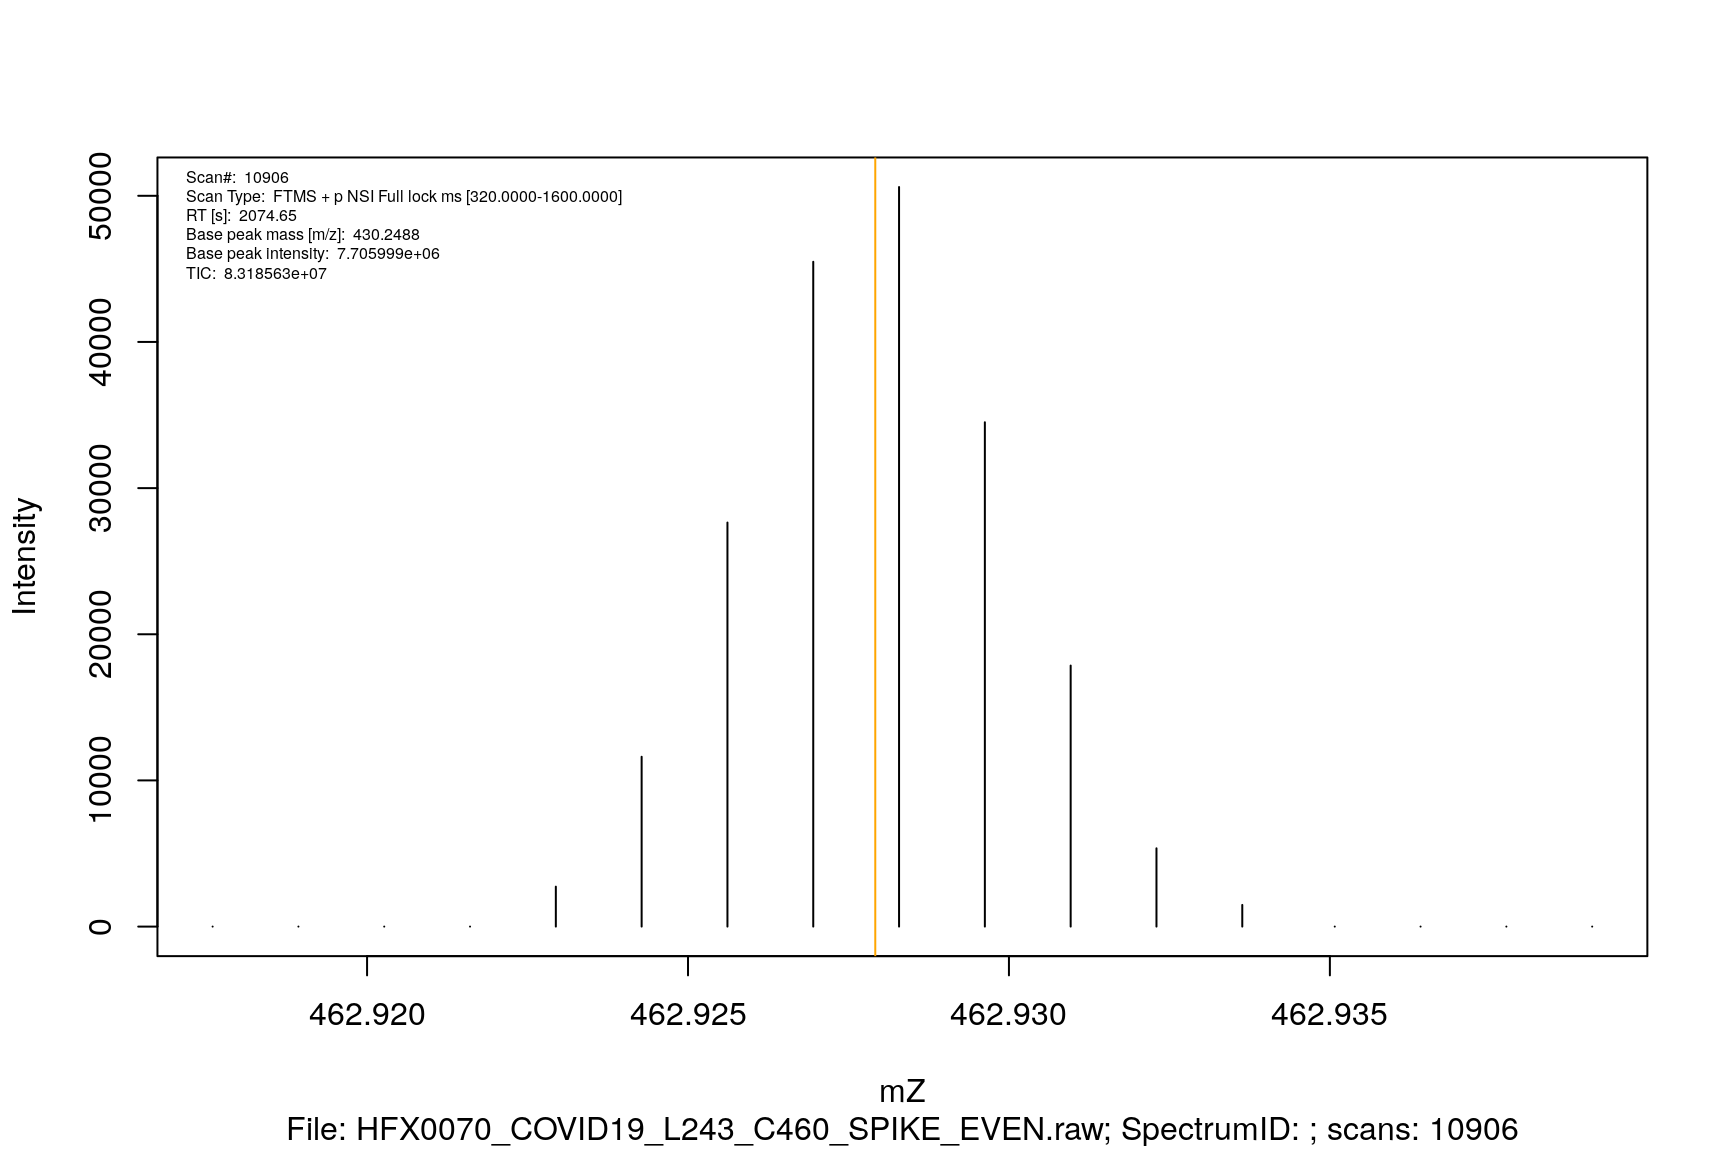 Scan#: 10906
Scan Type: FTMS + p NSI Full lock ms [320.0000-1600.0000]
RT [s]: 2074.65
Base peak mass [m/z]: 430.2488
Base peak intensity: 7.705999e+06
TIC: 8.318563e+07
50000
40000
30000
20000
10000
0
Intensity
462.920 462.925 462.930 462.935
mZ
File: HFX0070_COVID19_L243_C460_SPIKE_EVEN.raw; SpectrumID: ; scans: 10906